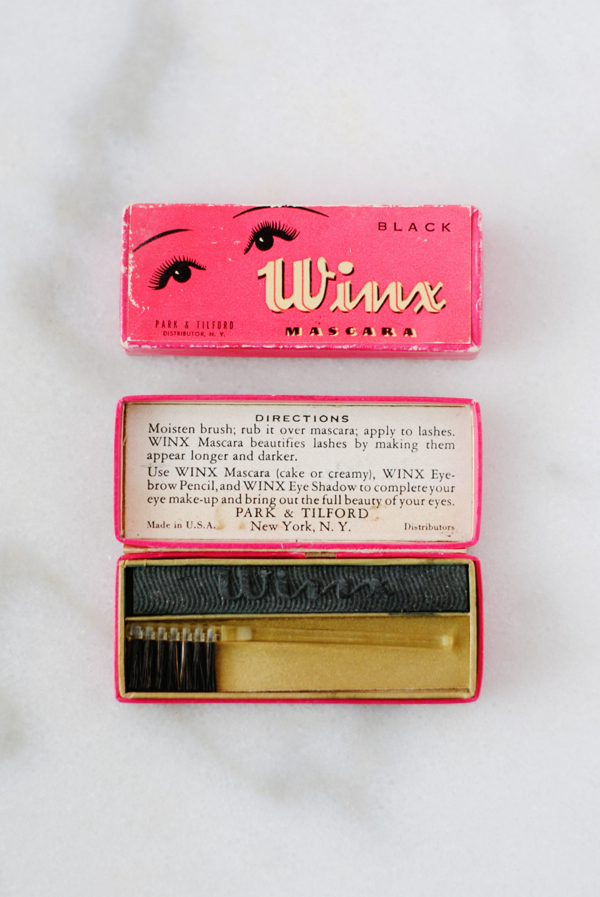 BLACK
Winx
MASCARA
PARK & TILFORD
DISTRIBUTOR, N. Y.
DIRECTIONS
Moisten brush; rub it over mascara; apply to lashes.
WINX Mascara beautifies lashes by making them
appear longer and darker.
Use WINX Mascara (cake or creamy), WINX Eye-
brow Pencil, and WINX Eye Shadow to complete your
eye make-up and bring out the full beauty of your eyes.
PARK & TILFORD
Made in U.S.A. New York, N. Y. Distributors
Winx